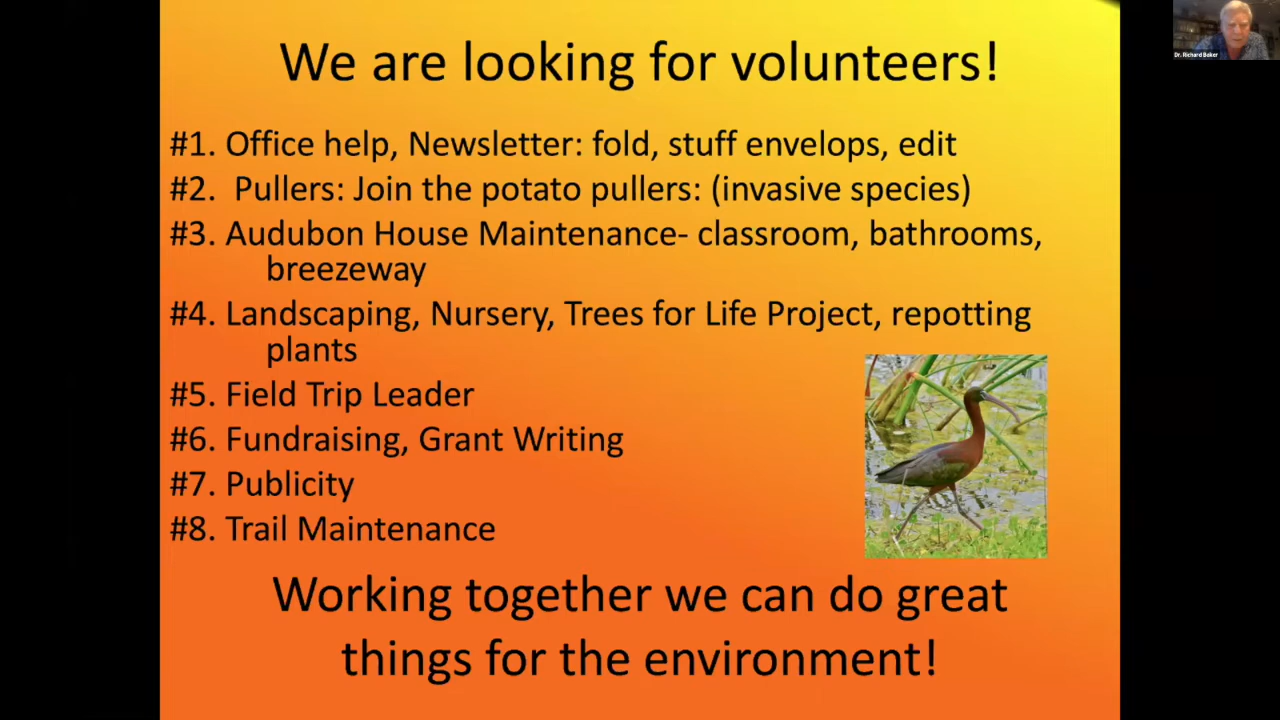 We are looking for volunteers!
Dr. Richard Baker
#1. Office help, Newsletter: fold, stuff envelops, edit
#2. Pullers: Join the potato pullers: (invasive species)
#3. Audubon House Maintenance- classroom, bathrooms,
breezeway
#4. Landscaping, Nursery, Trees for Life Project, repotting
plants
#5. Field Trip Leader
#6. Fundraising, Grant Writing
#7. Publicity
#8. Trail Maintenance
Working together we can do great
things for the environment!